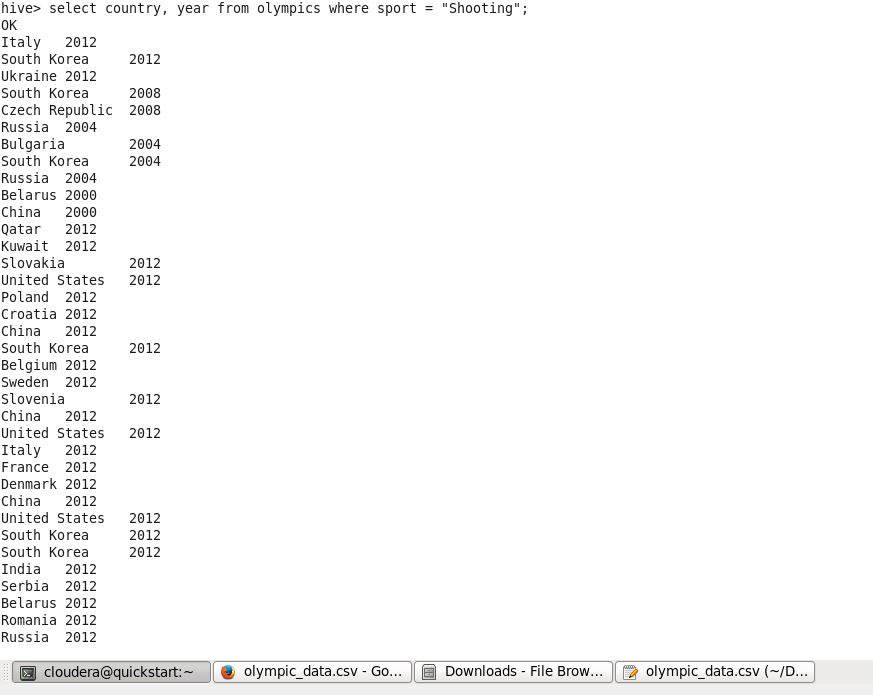 hive> select country, year from olympics where sport = "Shooting";
OK
Italy   2012
South Korea     2012
Ukraine 2012
South Korea     2008
Czech Republic  2008
Russia  2004
Bulgaria        2004
South Korea     2004
Russia  2004
Belarus 2000
China   2000
Qatar   2012
Kuwait  2012
Slovakia        2012
United States   2012
Poland  2012
Croatia 2012
China   2012
South Korea     2012
Belgium 2012
Sweden  2012
Slovenia        2012
China   2012
United States   2012
Italy   2012
France  2012
Denmark 2012
China   2012
United States   2012
South Korea     2012
South Korea     2012
India   2012
Serbia  2012
Belarus 2012
Romania 2012
Russia  2012
cloudera@quickstart:~ olympic_data.csv - Go... Downloads - File Brow... olympic_data.csv (~/D...